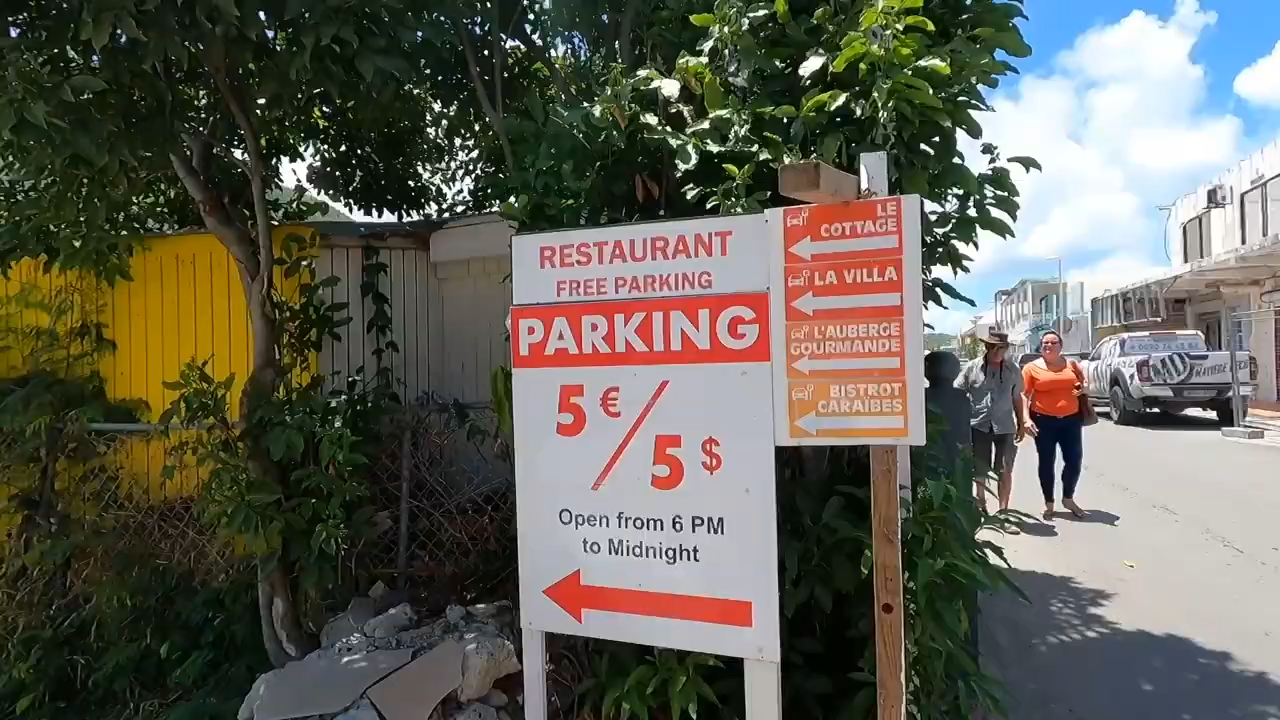 RESTAURANT
FREE PARKING
PARKING
5 €
/
5 $
Open from 6 PM
to Midnight
LE
COTTAGE
LA VILLA
L'AUBERGE
GOURMANDE
BISTROT
CARAÏBES